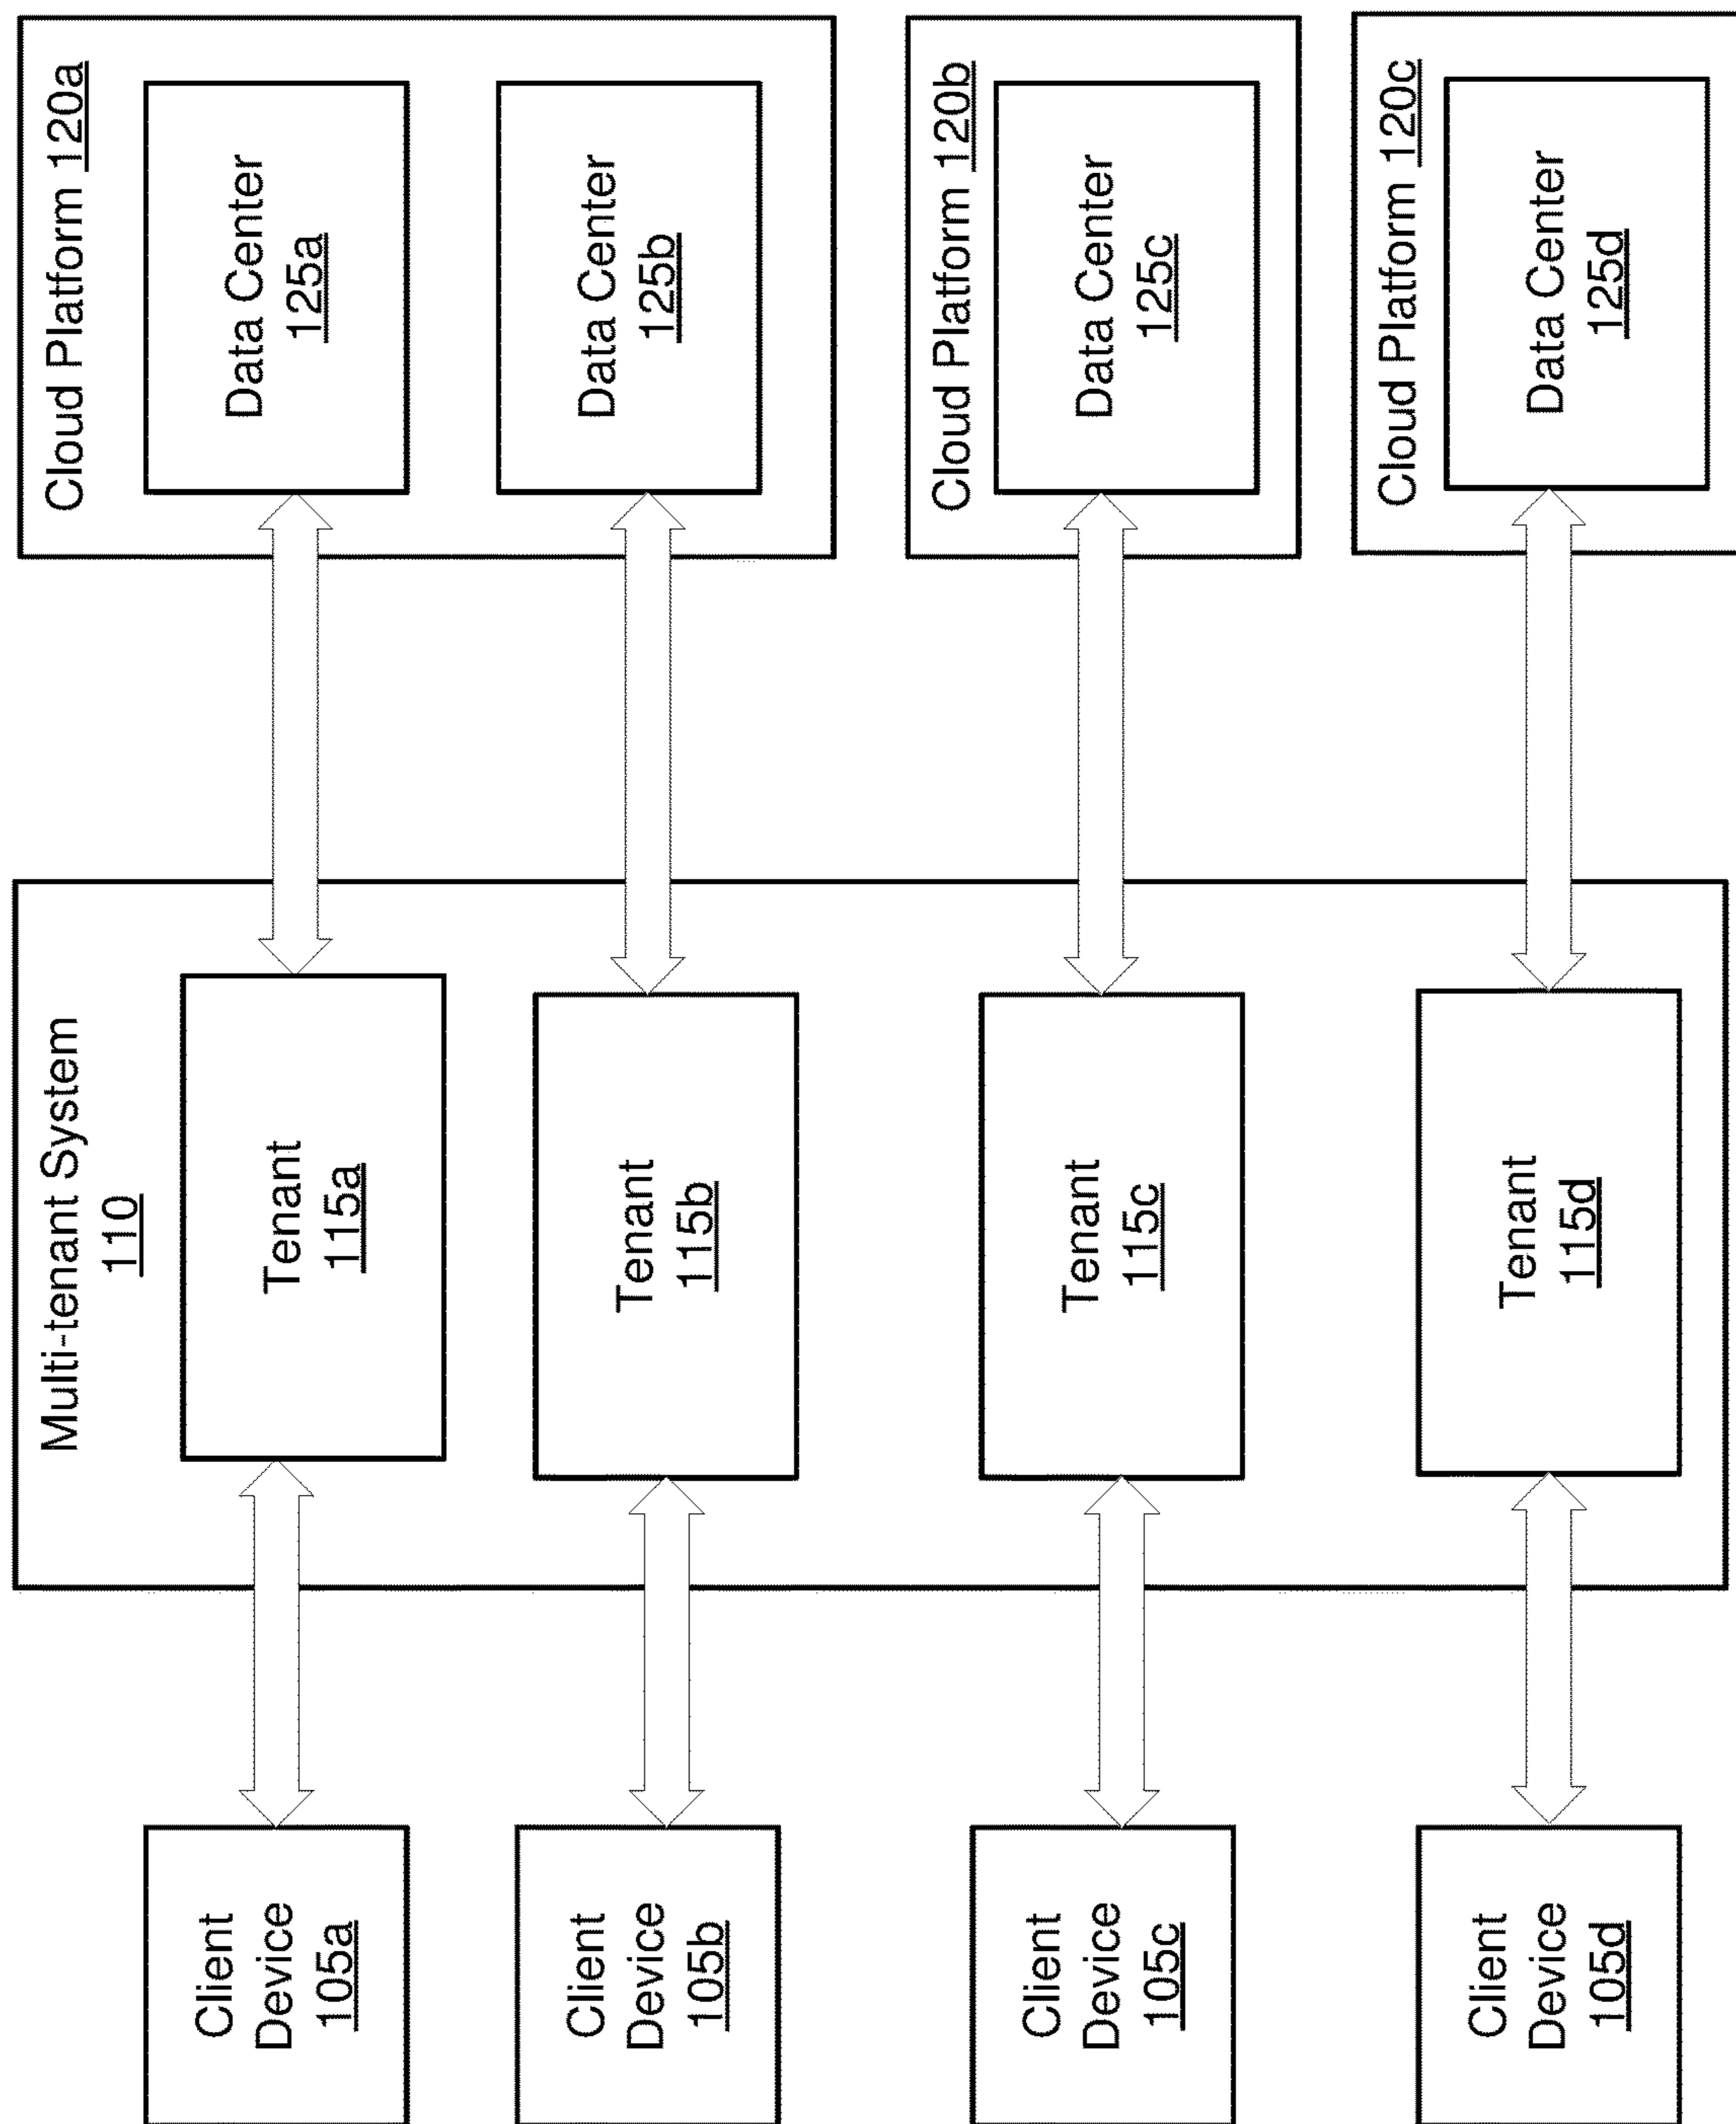 Multi-tenant System
110
Client
Device
105a
Tenant
115a
Cloud Platform 120a
Data Center
125a
Client
Device
105b
Tenant
115b
Data Center
125b
Client
Device
105c
Tenant
115c
Cloud Platform 120b
Data Center
125c
Client
Device
105d
Tenant
115d
Cloud Platform 120c
Data Center
125d